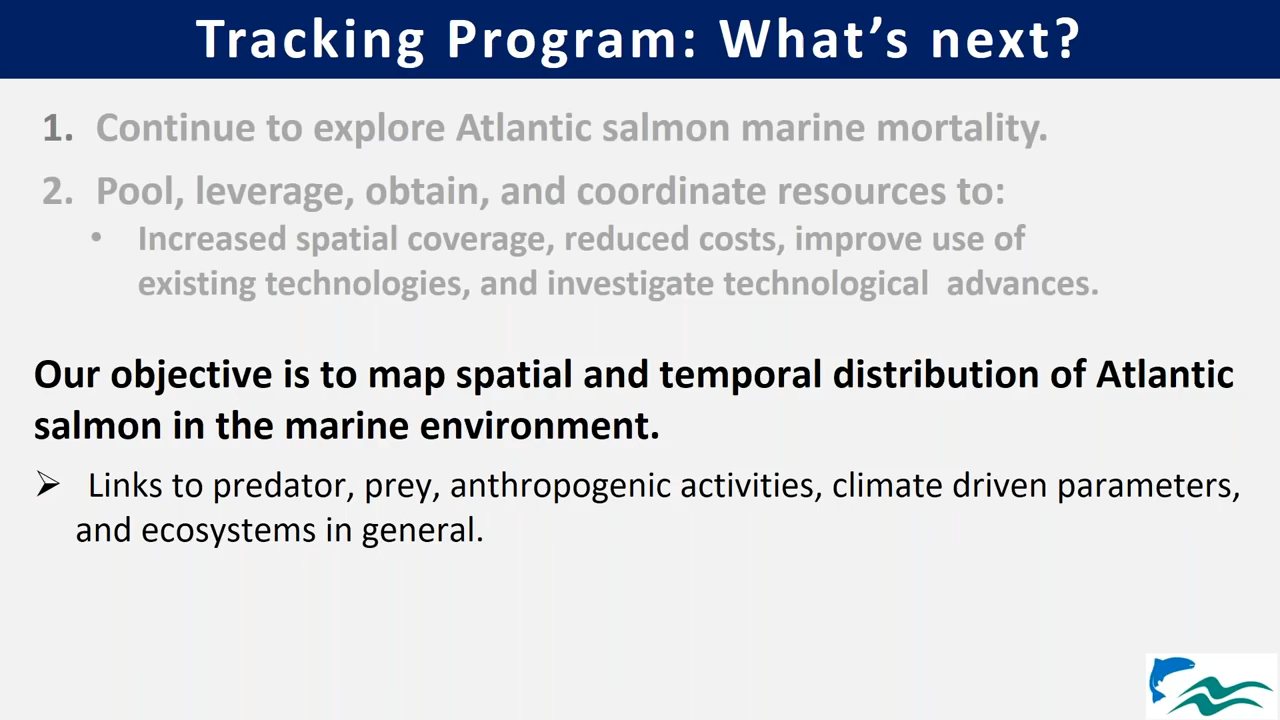 Tracking Program: What’s next?
1. Continue to explore Atlantic salmon marine mortality.
2. Pool, leverage, obtain, and coordinate resources to:
• Increased spatial coverage, reduced costs, improve use of
existing technologies, and investigate technological advances.
Our objective is to map spatial and temporal distribution of Atlantic
salmon in the marine environment.
➢ Links to predator, prey, anthropogenic activities, climate driven parameters,
and ecosystems in general.